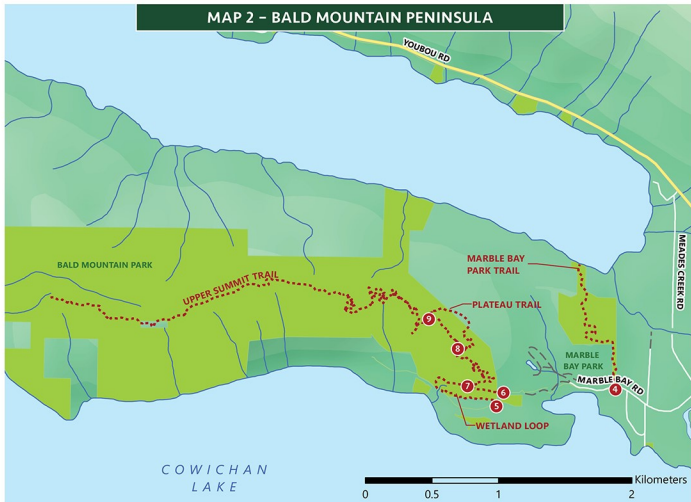 MAP 2 – BALD MOUNTAIN PENINSULA
YOUBOU RD
MEADES CREEK RD
MARBLE BAY
PARK TRAIL
BALD MOUNTAIN PARK
UPPER SUMMIT TRAIL
PLATEAU TRAIL
9
8
MARBLE
BAY PARK
MARBLE BAY RD
7
6
4
5
WETLAND LOOP
COWICHAN
LAKE
Kilometers
0 0.5 1 2